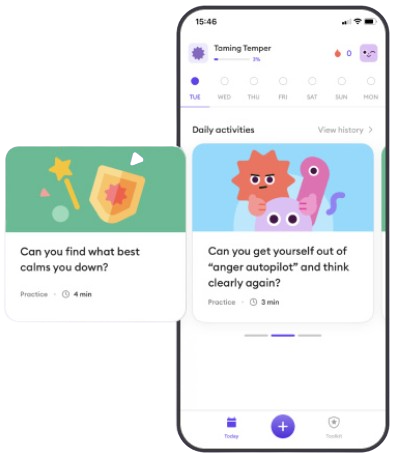 15:46
Taming Temper
3%
0
TUE WED THU FRI SAT SUN MON
Daily activities View history
Can you find what best
calms you down?
Practice · 4 min
Can you get yourself out of
“anger autopilot” and think
clearly again?
Practice · 3 min
Today Toolkit